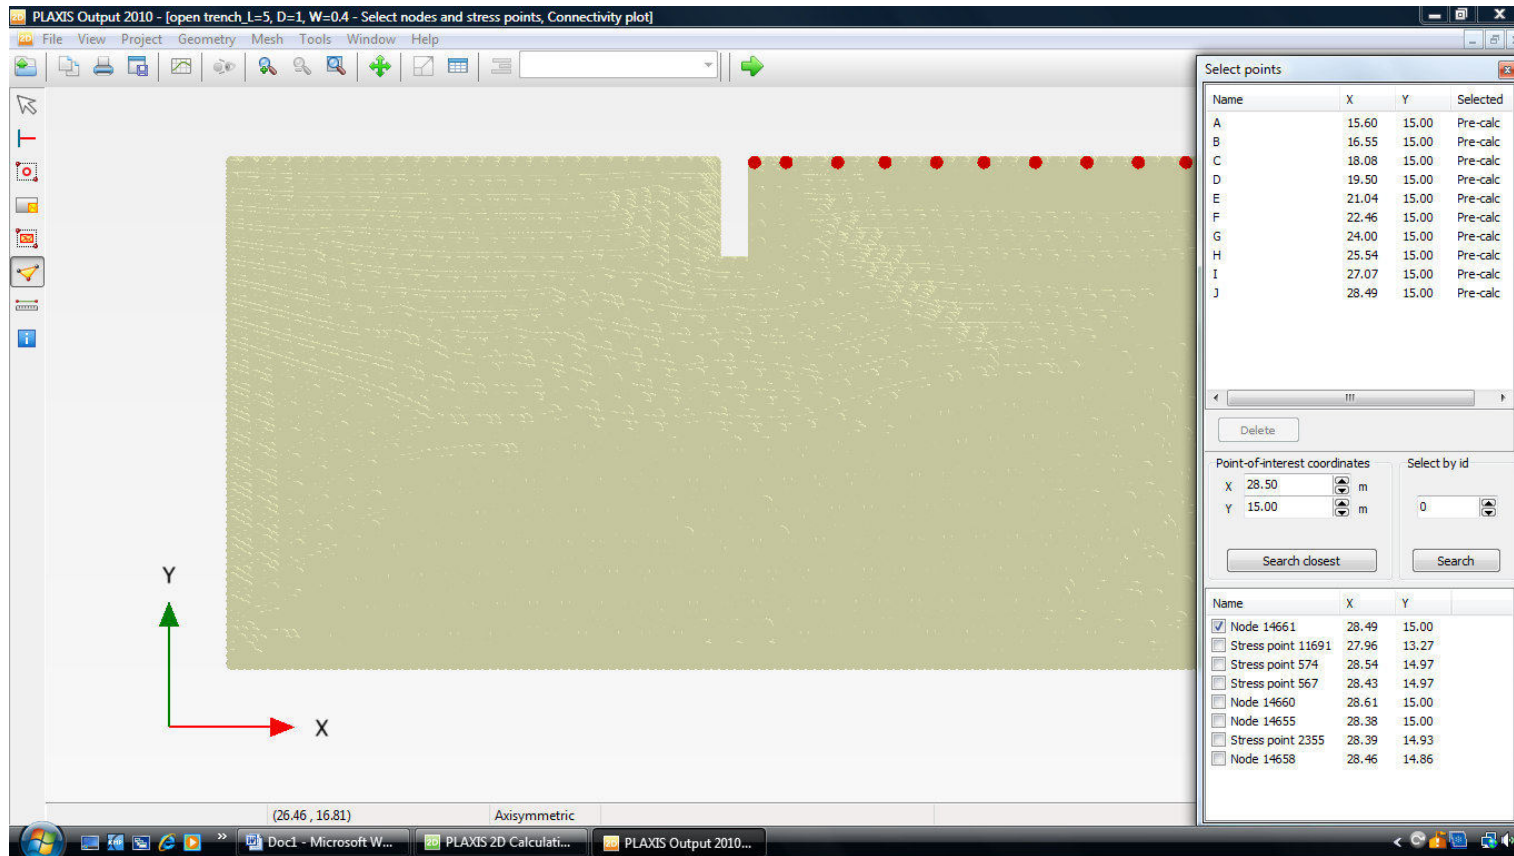 PLAXIS Output 2010 - [open trench_L=5, D=1, W=0.4 - Select nodes and stress points, Connectivity plot]
File View Project Geometry Mesh Tools Window Help
Select points
Name X Y Selected
A 15.60 15.00 Pre-calc
B 16.55 15.00 Pre-calc
C 18.08 15.00 Pre-calc
D 19.50 15.00 Pre-calc
E 21.04 15.00 Pre-calc
F 22.46 15.00 Pre-calc
G 24.00 15.00 Pre-calc
H 25.54 15.00 Pre-calc
I 27.07 15.00 Pre-calc
J 28.49 15.00 Pre-calc
Delete
Point-of-interest coordinates Select by id
X 28.50 m
Y 15.00 m 0
Search closest Search
Name X Y
Node 14661 28.49 15.00
Stress point 11691 27.96 13.27
Stress point 574 28.54 14.97
Stress point 567 28.43 14.97
Node 14660 28.61 15.00
Node 14655 28.38 15.00
Stress point 2355 28.39 14.93
Node 14658 28.46 14.86
Y
X
(26.46 , 16.81) Axisymmetric
Doc1 - Microsoft W... PLAXIS 2D Calculati... PLAXIS Output 2010...